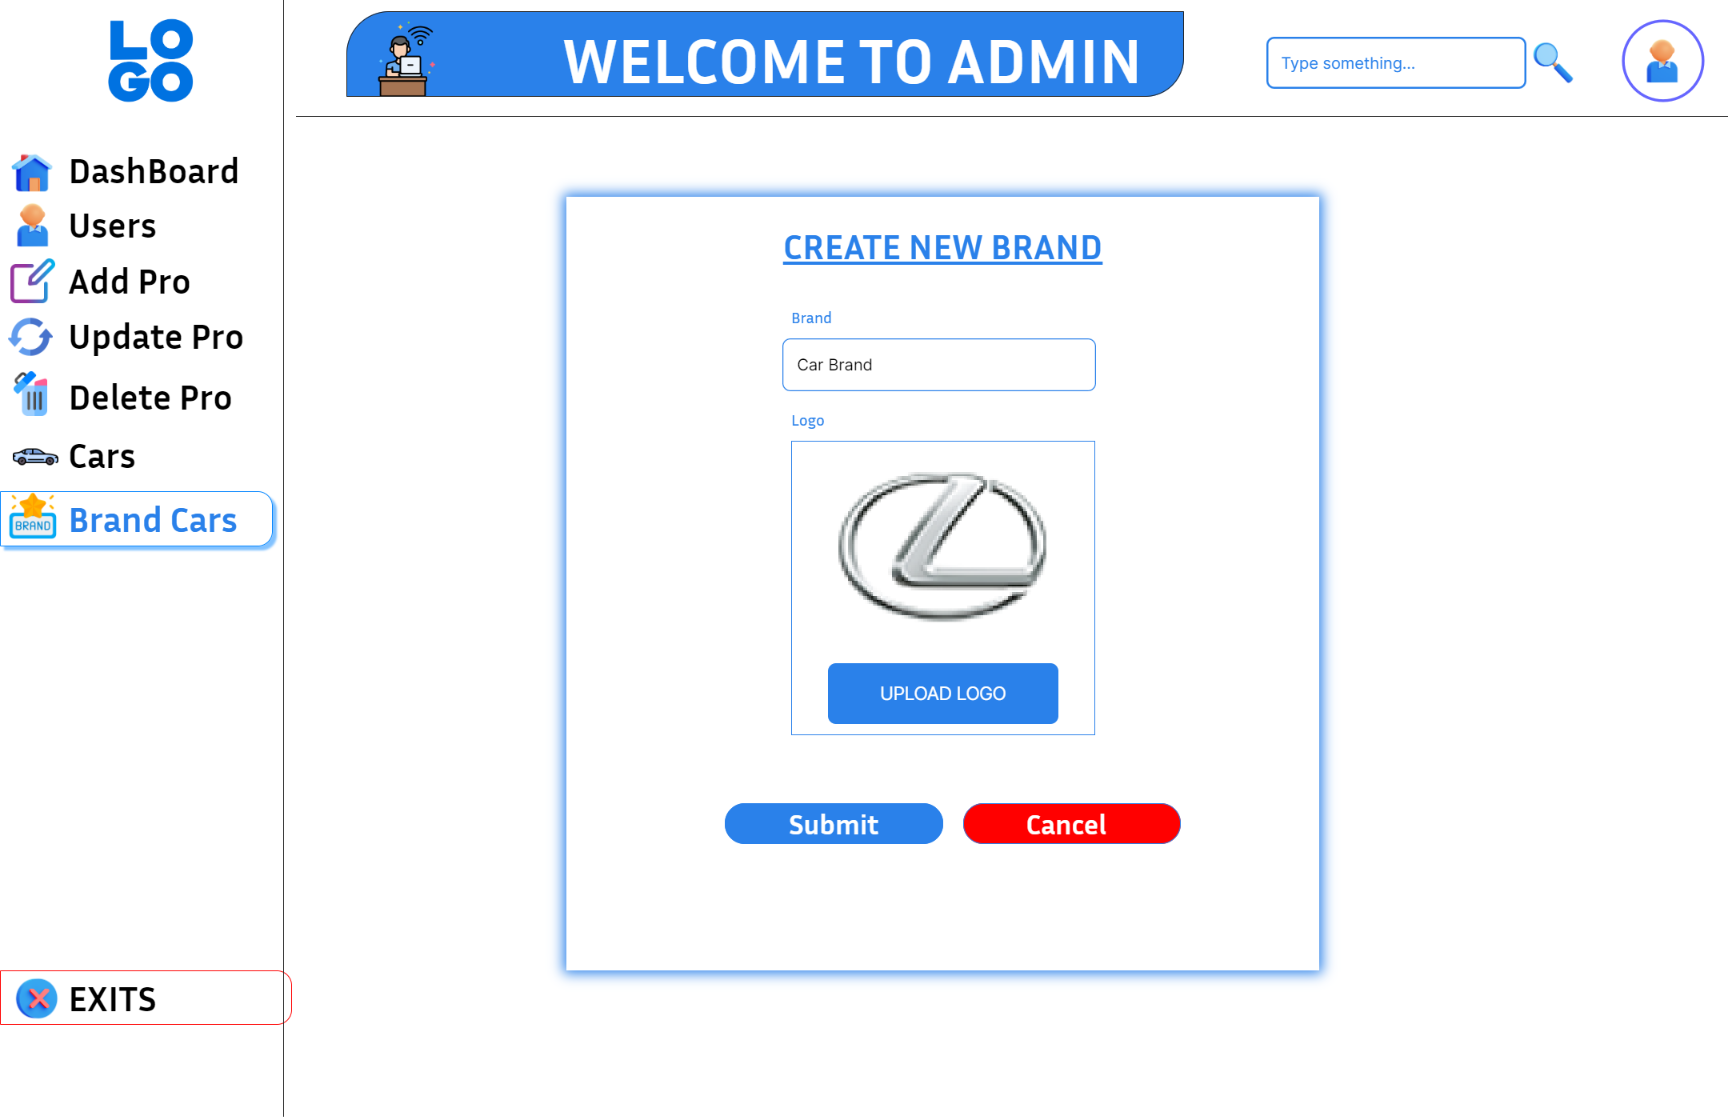 LO
GO
WELCOME TO ADMIN
Type something...
DashBoard
Users
Add Pro
Update Pro
Delete Pro
Cars
BRAND
Brand Cars
EXITS
CREATE NEW BRAND
Brand
Car Brand
Logo
UPLOAD LOGO
Submit
Cancel